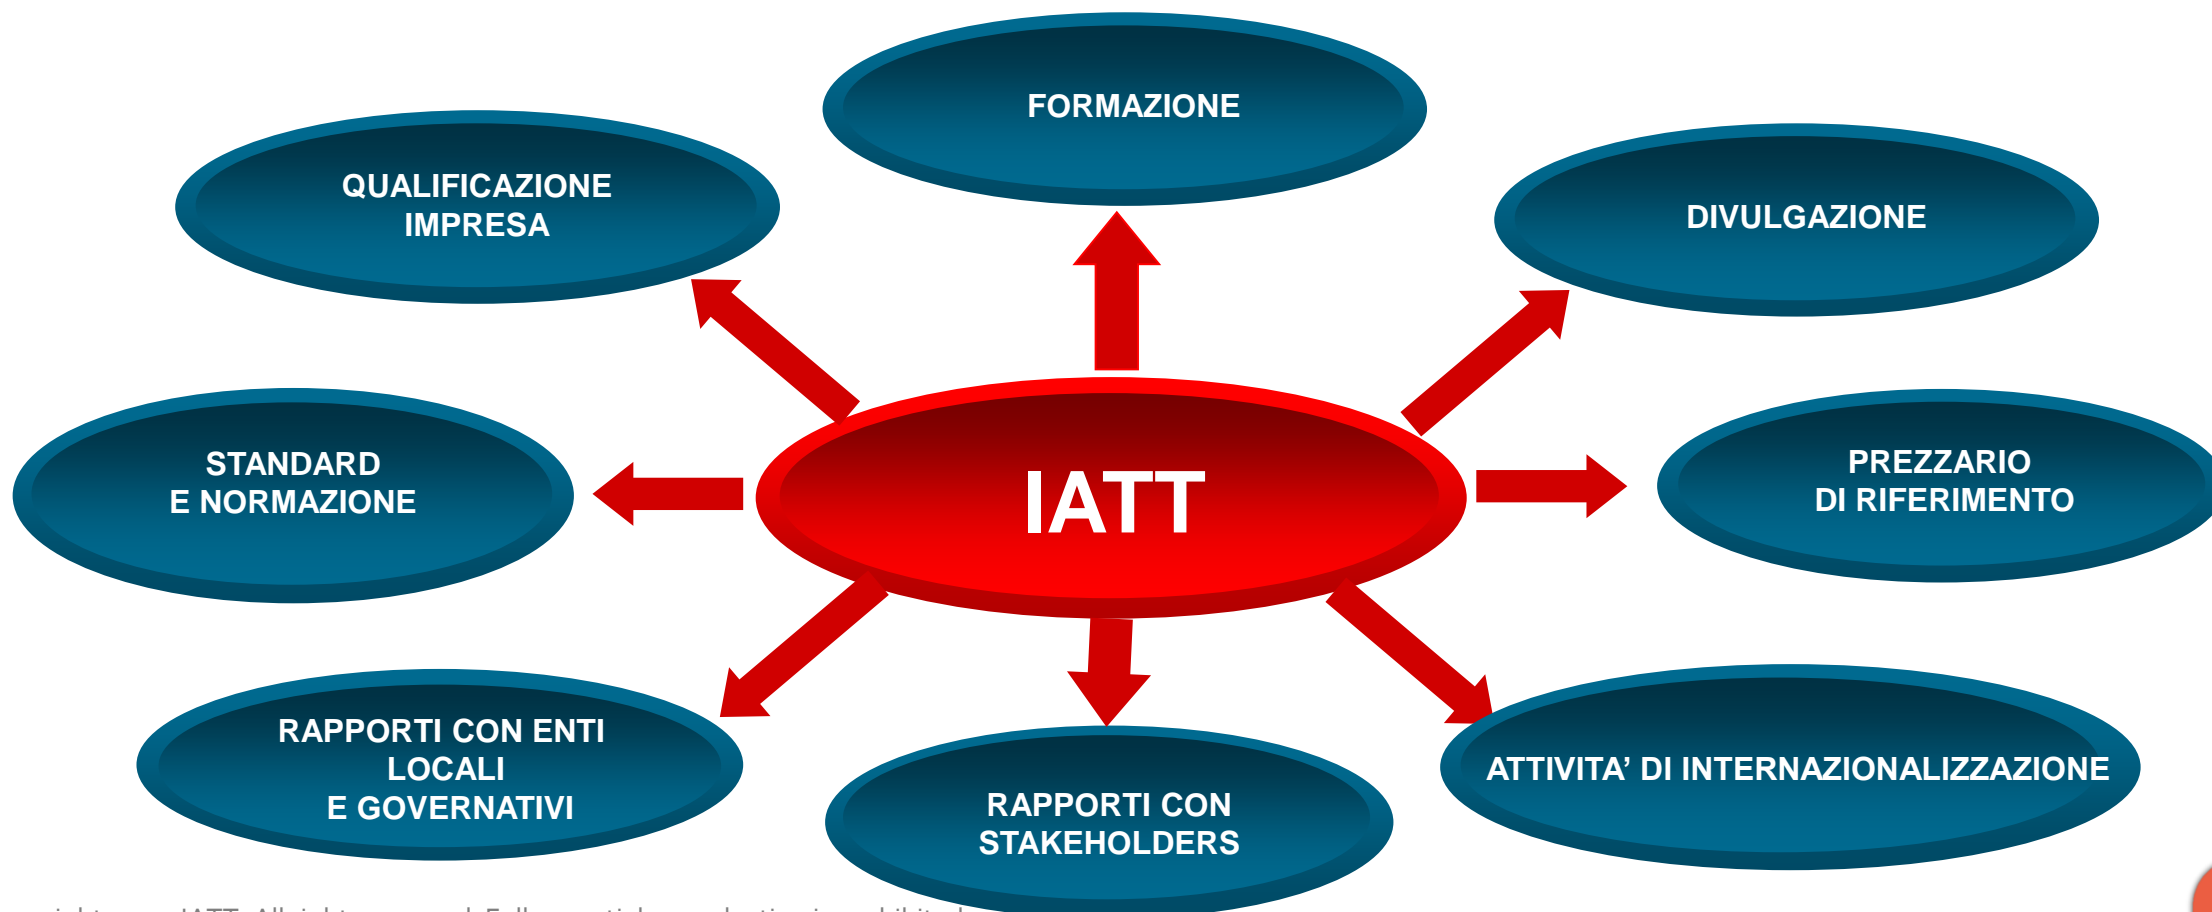 FORMAZIONE
QUALIFICAZIONE
IMPRESA
DIVULGAZIONE
STANDARD
E NORMAZIONE
IATT
PREZZARIO
DI RIFERIMENTO
RAPPORTI CON ENTI
LOCALI
E GOVERNATIVI
RAPPORTI CON
STAKEHOLDERS
ATTIVITA’ DI INTERNAZIONALIZZAZIONE
IATT